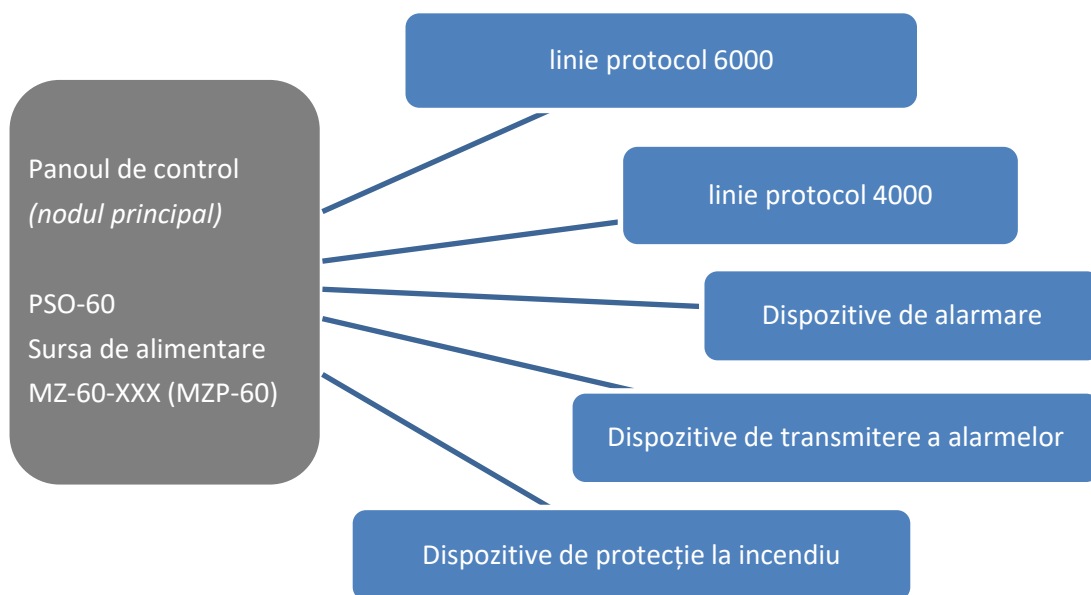 linie protocol 6000
Panoul de control
(nodul principal)
PSO-60
Sursa de alimentare
MZ-60-XXX (MZP-60)
linie protocol 4000
Dispozitive de alarmare
Dispozitive de transmitere a alarmelor
Dispozitive de protecție la incendiu